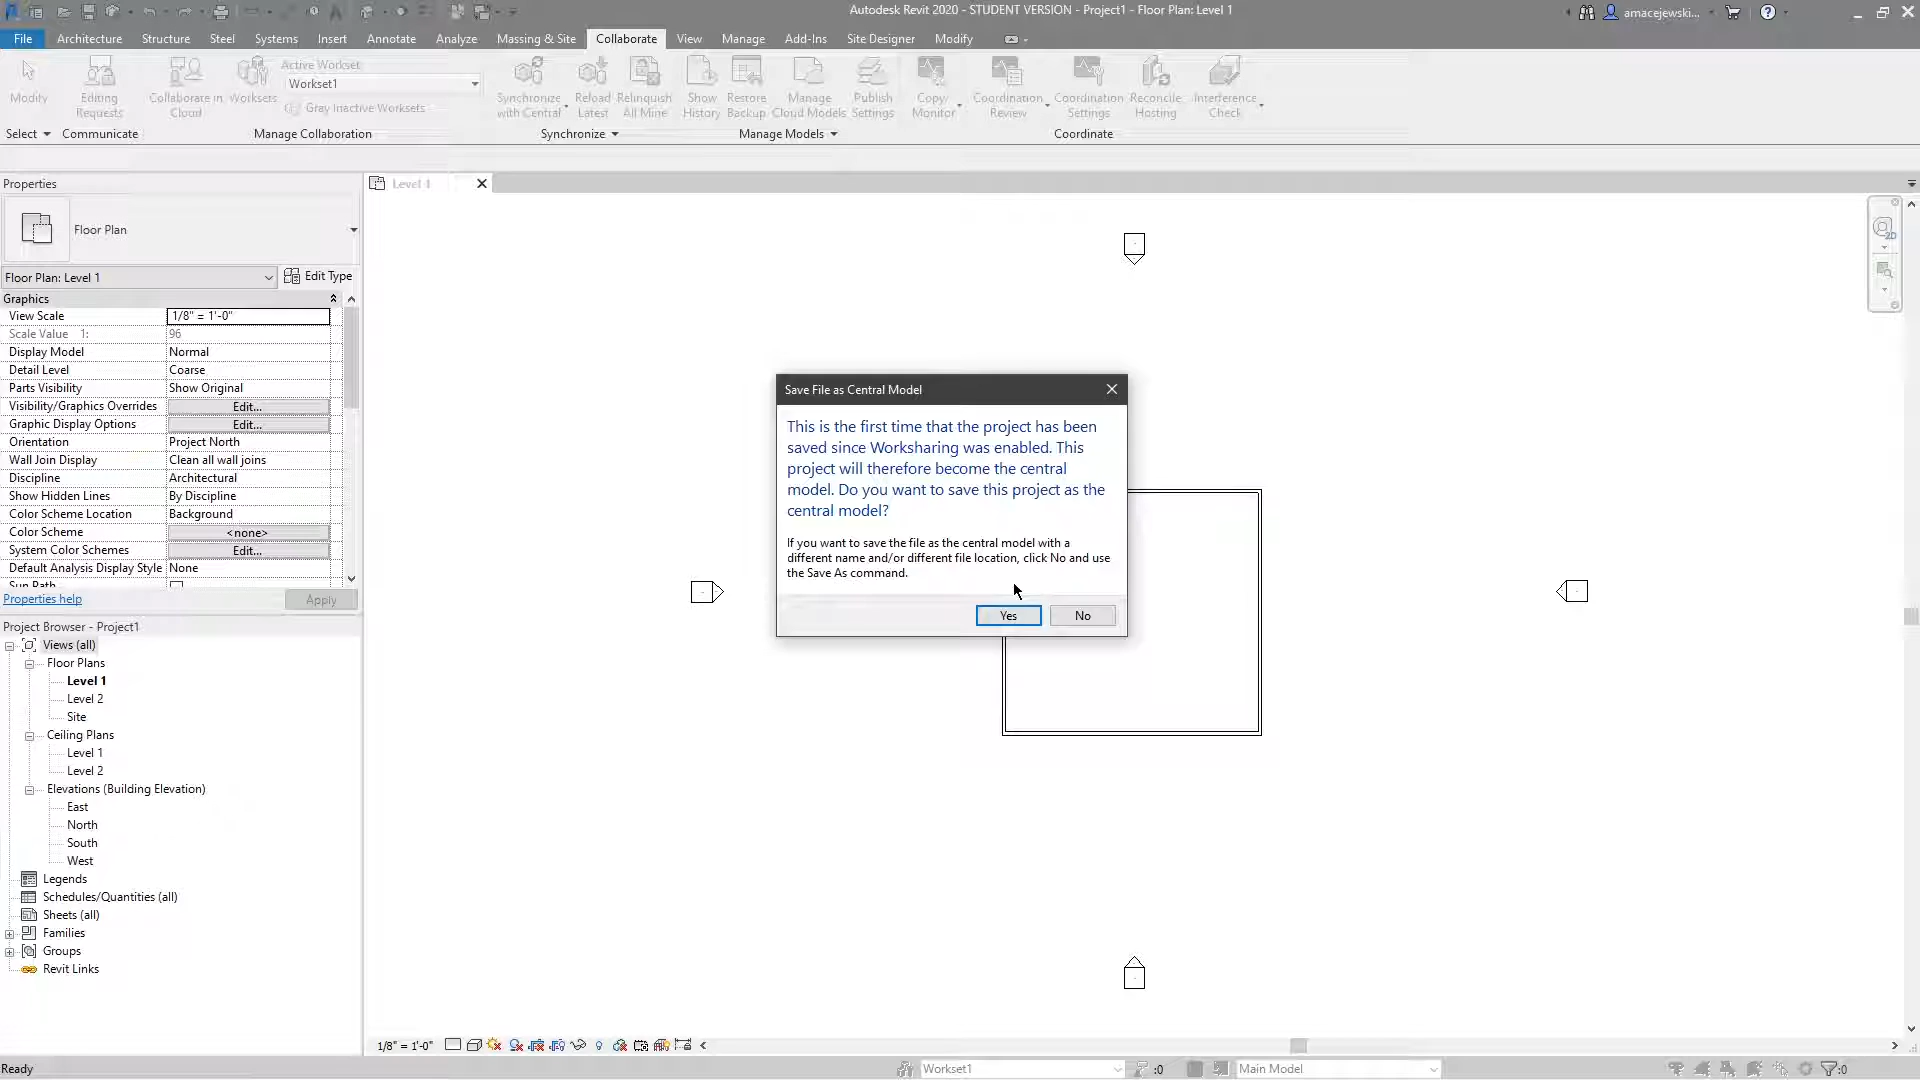 Autodesk Revit 2020 - STUDENT VERSION - Project1 - Floor Plan: Level 1
amacejewski...
File Architecture Structure Steel Systems Insert Annotate Analyze Massing & Site Collaborate View Manage Add-Ins Site Designer Modify
Modify
Editing Requests
Collaborate in Cloud
Worksets
Active Workset
Workset1
Gray Inactive Worksets
Synchronize with Central
Reload Latest
Relinquish All Mine
Show History
Restore Backup
Manage Cloud Models
Publish Settings
Copy Monitor
Coordination Review
Coordination Settings
Reconcile Hosting
Interference Check
Select Communicate Manage Collaboration Synchronize Manage Models Coordinate
Properties
Level 1
Floor Plan
Floor Plan: Level 1
Edit Type
Graphics
View Scale 1/8" = 1'-0"
Scale Value 1: 96
Display Model Normal
Detail Level Coarse
Parts Visibility Show Original
Visibility/Graphics Overrides Edit...
Graphic Display Options Edit...
Orientation Project North
Wall Join Display Clean all wall joins
Discipline Architectural
Show Hidden Lines By Discipline
Color Scheme Location Background
Color Scheme <none>
System Color Schemes Edit...
Default Analysis Display Style None
Sun Path
Properties help
Apply
Project Browser - Project1
Views (all)
Floor Plans
Level 1
Level 2
Site
Ceiling Plans
Level 1
Level 2
Elevations (Building Elevation)
East
North
South
West
Legends
Schedules/Quantities (all)
Sheets (all)
Families
Groups
Revit Links
Save File as Central Model
This is the first time that the project has been
saved since Worksharing was enabled. This
project will therefore become the central
model. Do you want to save this project as the
central model?
If you want to save the file as the central model with a
different name and/or different file location, click No and use
the Save As command.
Yes
No
2D
1/8" = 1'-0"
Ready
Workset1
:0
Main Model
:0